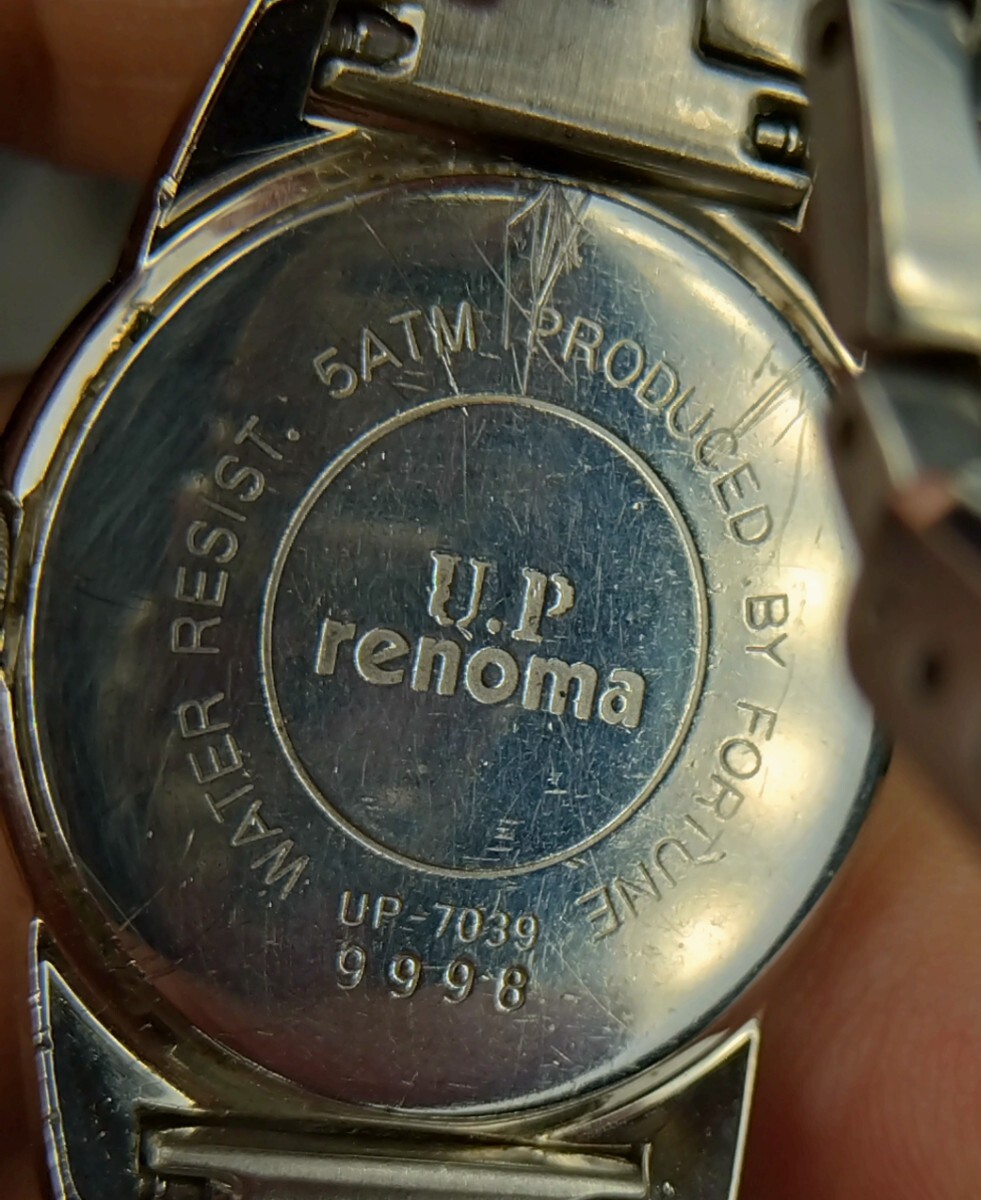 WATER RESIST. 5ATM PRODUCED BY FORTUNE
U.P
renoma
UP-7039
9998